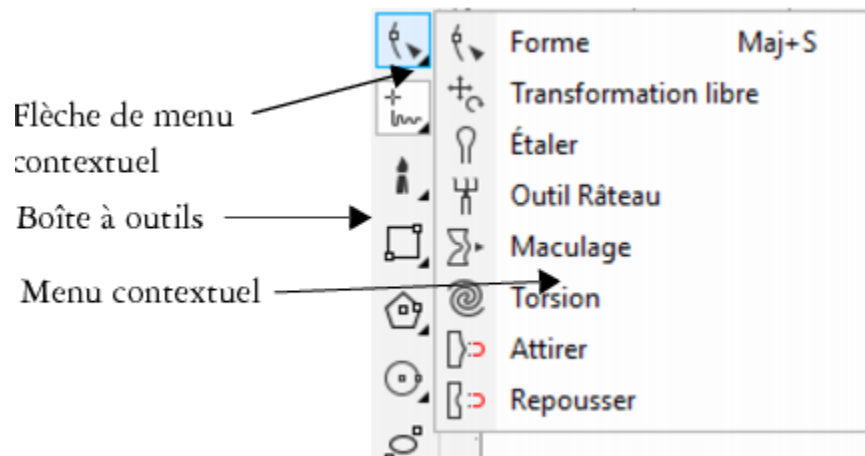 Forme Maj+S
Transformation libre
Étaler
Outil Râteau
Maculage
Torsion
Attirer
Repousser
Flèche de menu
contextuel
Boîte à outils
Menu contextuel